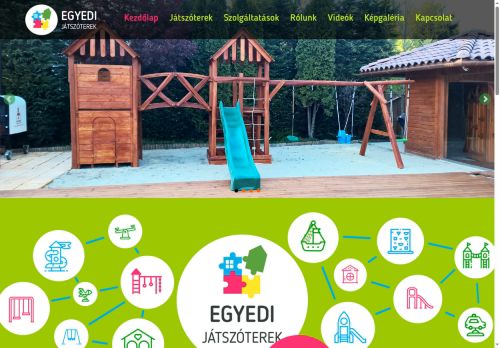 EGYEDI
JÁTSZÓTEREK
Kezdőlap Játszóterek Szolgáltatások Rólunk Videók Képgaléria Kapcsolat
EGYEDI
JÁTSZÓTEREK